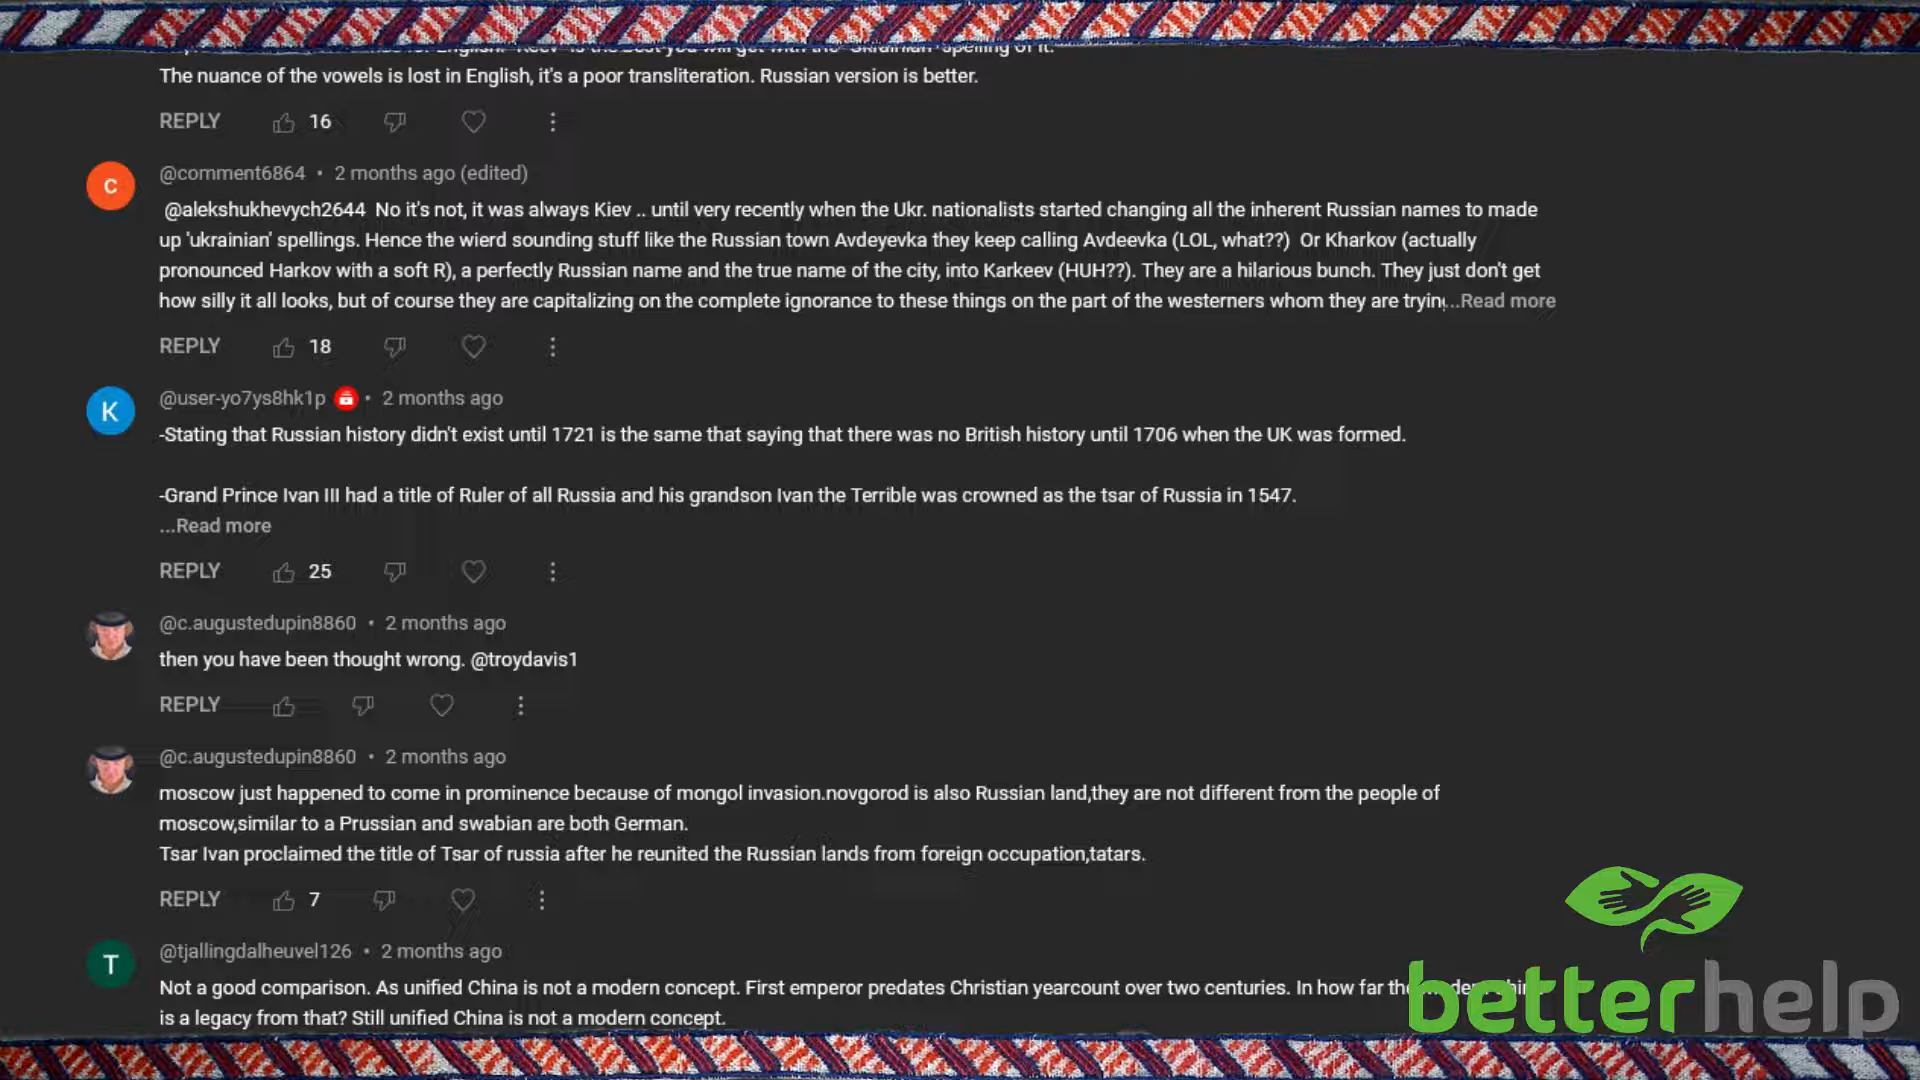 The nuance of the vowels is lost in English, it's a poor transliteration. Russian version is better.
REPLY 16
C
@comment6864 • 2 months ago (edited)
@alekshukhevych2644 No it's not, it was always Kiev .. until very recently when the Ukr. nationalists started changing all the inherent Russian names to made
up 'ukrainian' spellings. Hence the wierd sounding stuff like the Russian town Avdeyevka they keep calling Avdeevka (LOL, what??) Or Kharkov (actually
pronounced Harkov with a soft R), a perfectly Russian name and the true name of the city, into Karkeev (HUH??). They are a hilarious bunch. They just don't get
how silly it all looks, but of course they are capitalizing on the complete ignorance to these things on the part of the westerners whom they are tryin ...Read more
REPLY 18
K
@user-yo7ys8hk1p • 2 months ago
-Stating that Russian history didn't exist until 1721 is the same that saying that there was no British history until 1706 when the UK was formed.
-Grand Prince Ivan III had a title of Ruler of all Russia and his grandson Ivan the Terrible was crowned as the tsar of Russia in 1547.
...Read more
REPLY 25
@c.augustedupin8860 • 2 months ago
then you have been thought wrong. @troydavis1
REPLY
@c.augustedupin8860 • 2 months ago
moscow just happened to come in prominence because of mongol invasion.novgorod is also Russian land,they are not different from the people of
moscow,similar to a Prussian and swabian are both German.
Tsar Ivan proclaimed the title of Tsar of russia after he reunited the Russian lands from foreign occupation,tatars.
REPLY 7
T
@tjallingdalheuvel126 • 2 months ago
Not a good comparison. As unified China is not a modern concept. First emperor predates Christian yearcount over two centuries. In how far
is a legacy from that? Still unified China is not a modern concept.
betterhelp